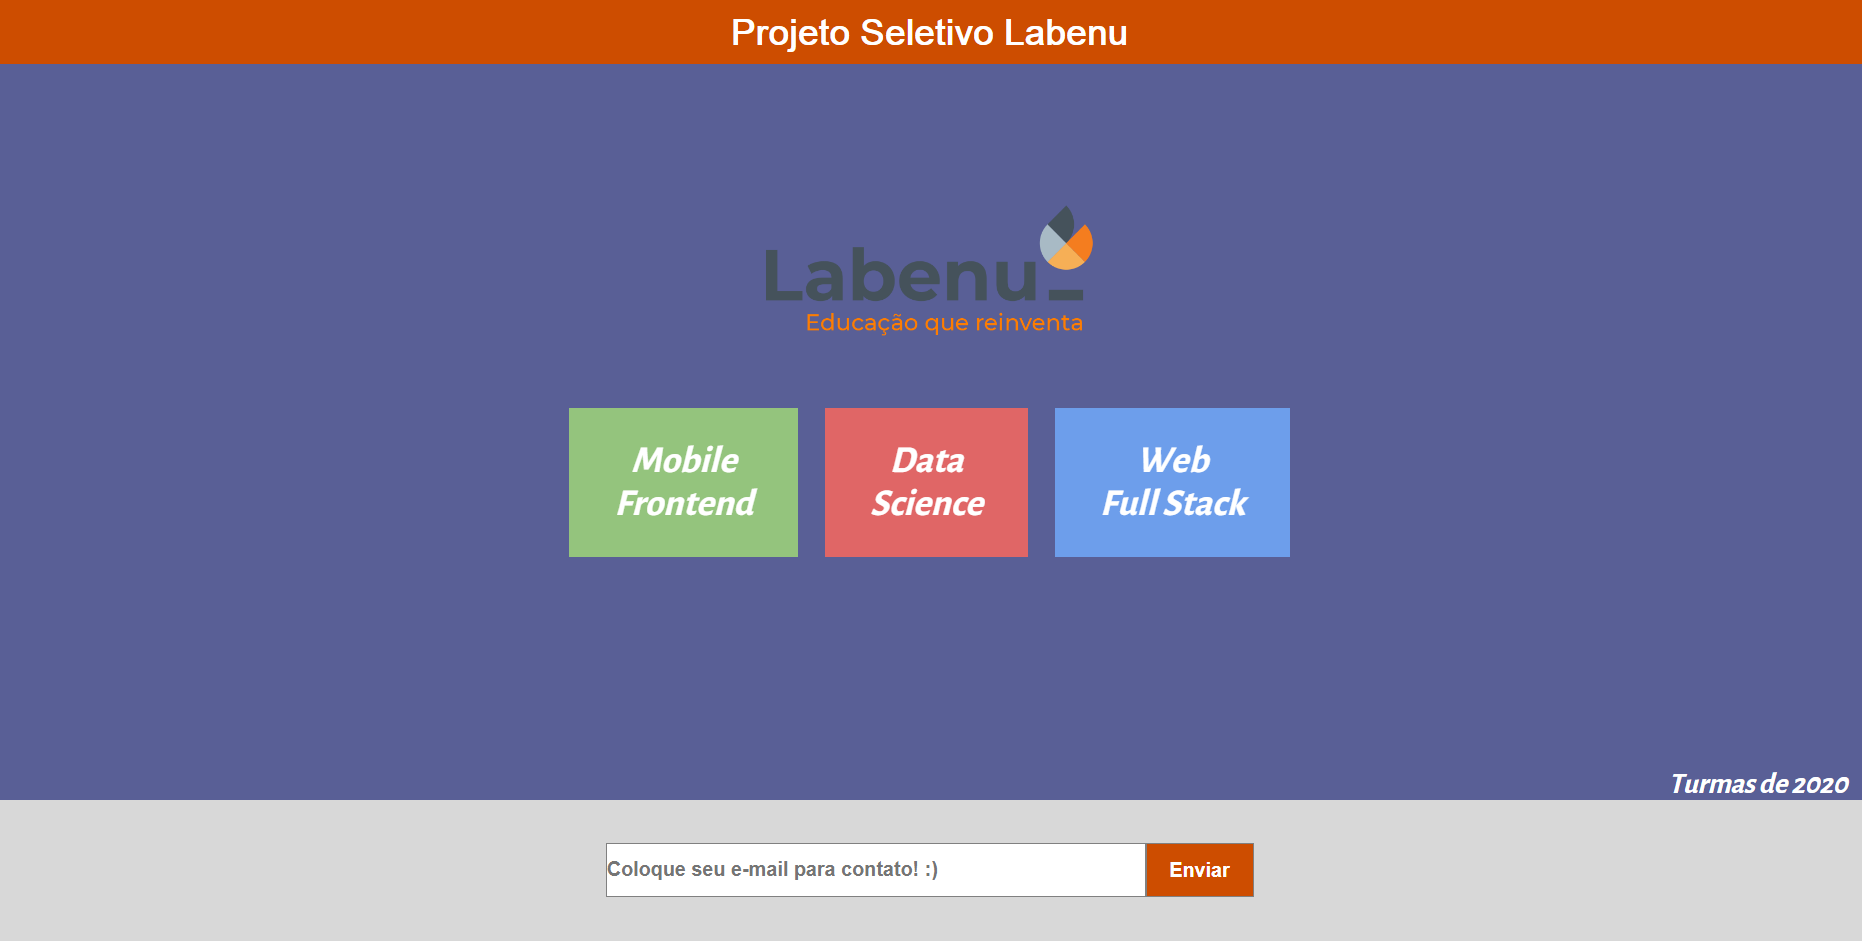 Projeto Seletivo Labenu
Labenu_
Educação que reinventa
Mobile
Frontend
Data
Science
Web
Full Stack
Turmas de 2020
Coloque seu e-mail para contato! :)
Enviar